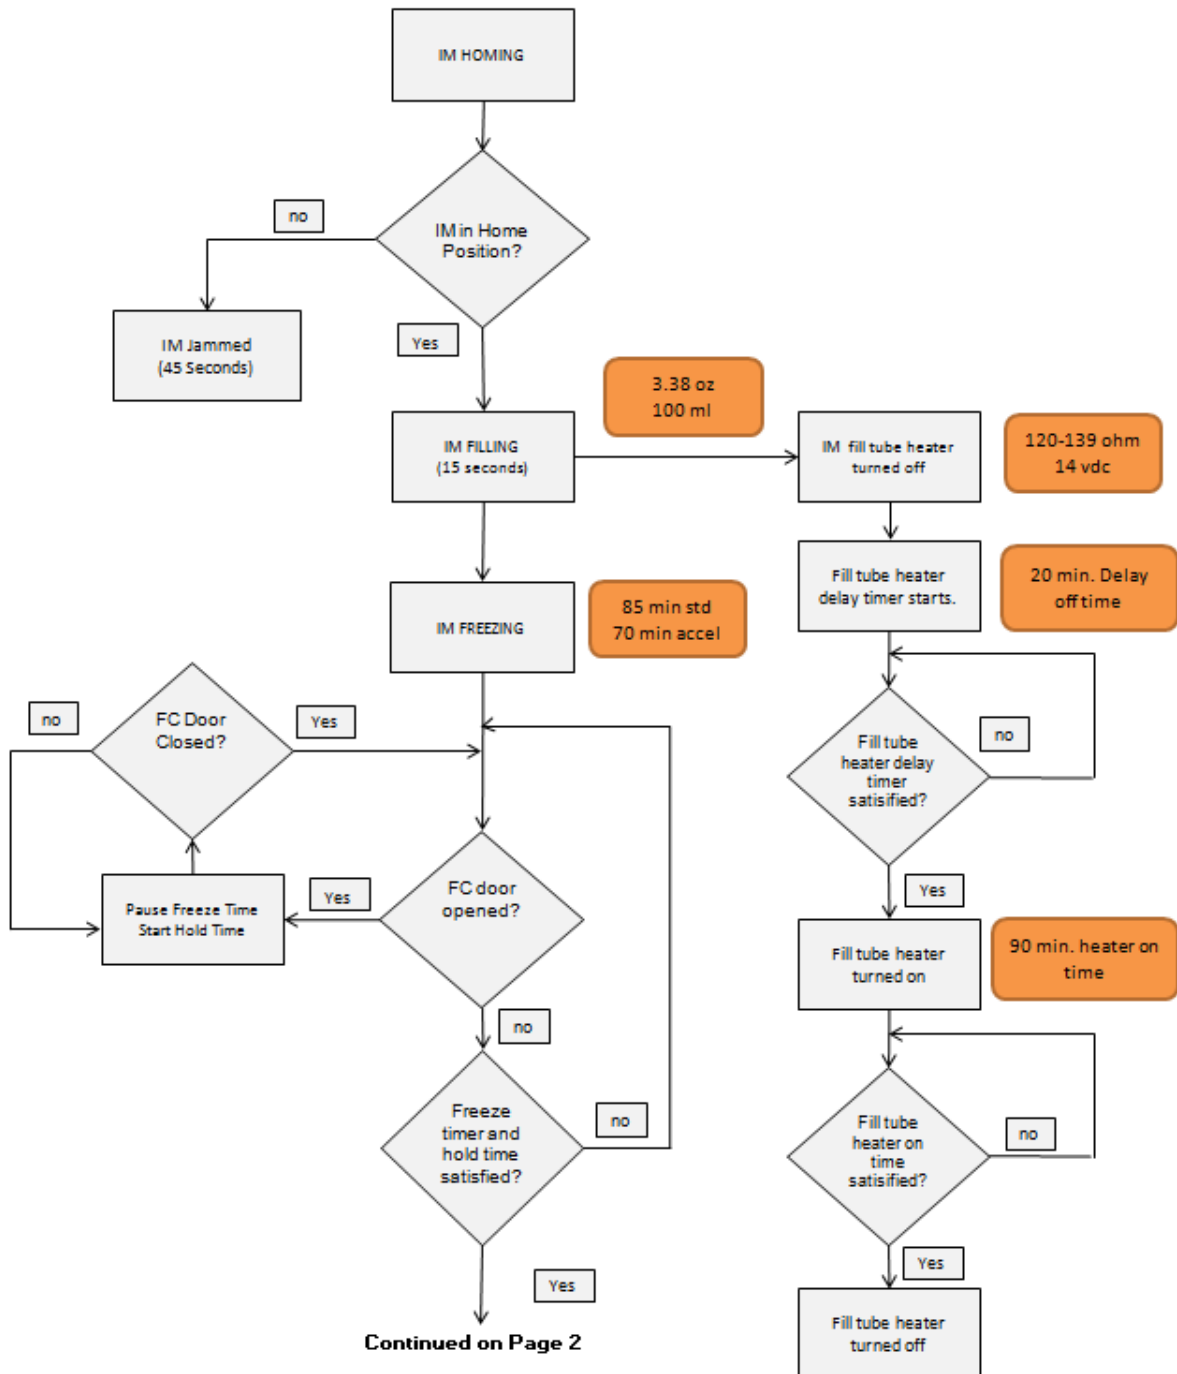 IM HOMING
no
IM in Home
Position?
IM Jammed
(45 Seconds)
Yes
3.38 oz
100 ml
IM FILLING
(15 seconds)
IM fill tube heater
turned off
120-139 ohm
14 vdc
Fill tube heater
delay timer starts.
20 min. Delay
off time
IM FREEZING
85 min std
70 min accel
no
FC Door
Closed?
Yes
Fill tube
heater delay
timer
satisified?
no
Pause Freeze Time
Start Hold Time
Yes
FC door
opened?
Yes
Fill tube heater
turned on
90 min. heater on
time
no
Freeze
timer and
hold time
satisfied?
no
Fill tube
heater on
time
satisified?
no
Yes
Yes
Continued on Page 2
Fill tube heater
turned off